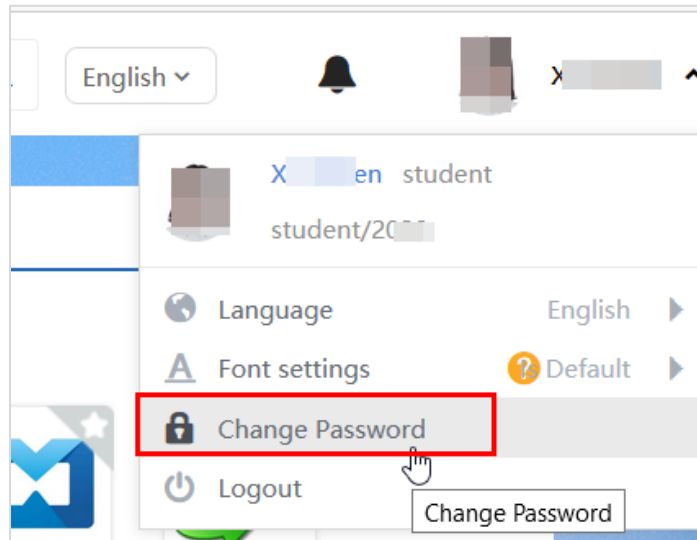 English
X
X en student
student/20
Language English
Font settings Default
Change Password
Logout
Change Password